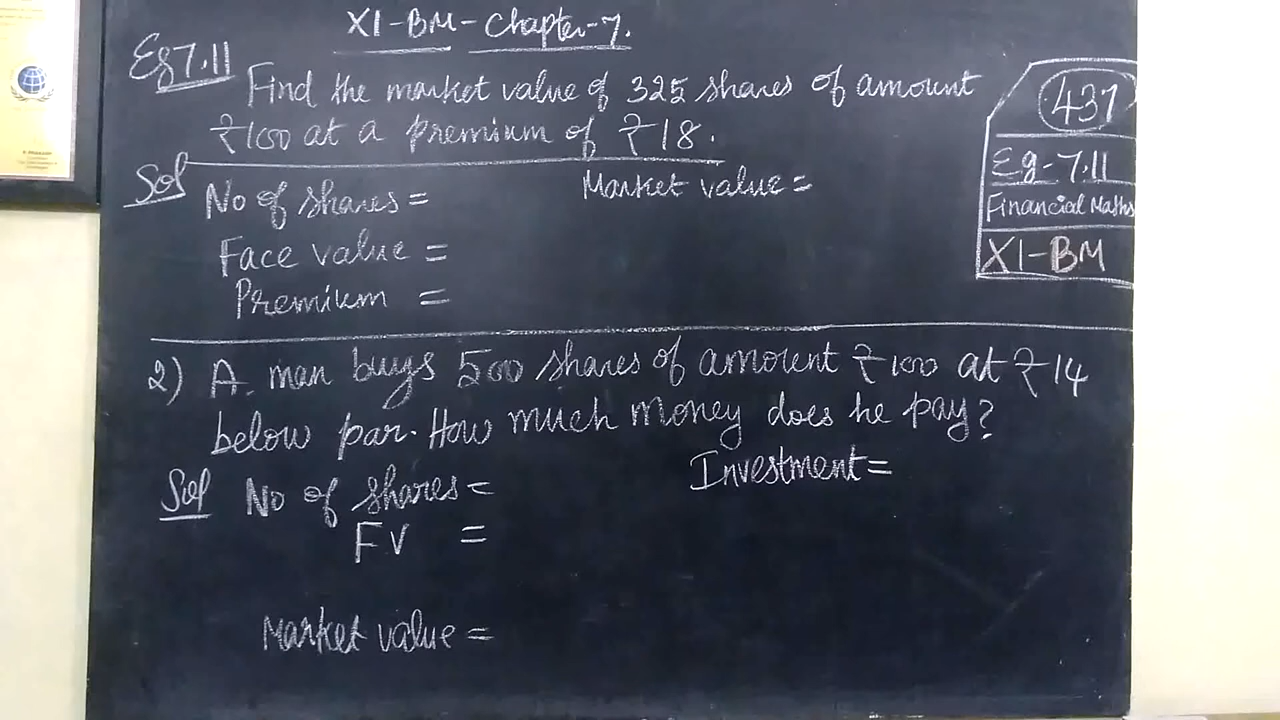 XI-BM-Chapter-7.
Eg 7.11
Find the market value of 325 shares of amount
₹100 at a premium of ₹18.
Sol
No of shares =
Market value =
Face value =
Premium =
437
Eg-7.11
Financial Maths
XI-BM
2) A man buys 500 shares of amount ₹100 at ₹14
below par. How much money does he pay?
Sol No of shares =
Investment =
FV =
Market value =